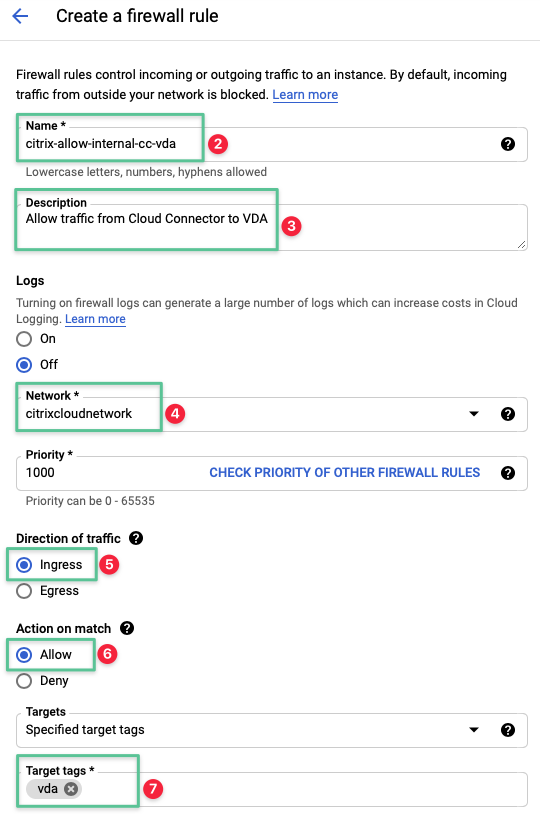 Create a firewall rule
Firewall rules control incoming or outgoing traffic to an instance. By default, incoming
traffic from outside your network is blocked. Learn more
Name *
citrix-allow-internal-cc-vda
2
?
Lowercase letters, numbers, hyphens allowed
Description
Allow traffic from Cloud Connector to VDA
3
Logs
Turning on firewall logs can generate a large number of logs which can increase costs in Cloud
Logging. Learn more
On
Off
Network *
citrixcloudnetwork
4
?
Priority *
1000 CHECK PRIORITY OF OTHER FIREWALL RULES ?
Priority can be 0 - 65535
Direction of traffic ?
Ingress 5
Egress
Action on match ?
Allow 6
Deny
Targets
Specified target tags ?
Target tags *
vda
7